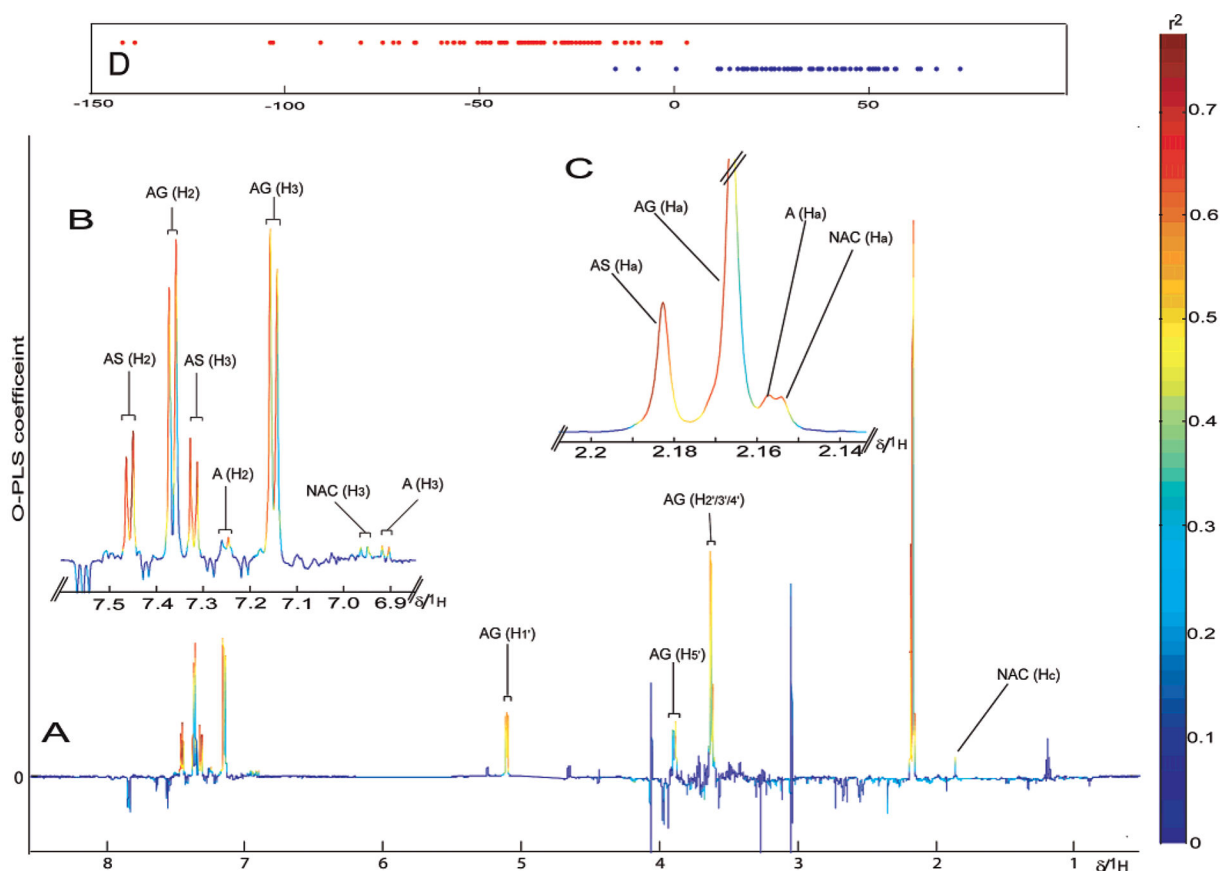 r²
D
-150 -100 -50 0 50
0.7
0.6
0.5
0.4
0.3
0.2
0.1
0
O-PLS coefficeint
B
AG (H2)
AG (H3)
AS (H2)
AS (H3)
A (H2)
NAC (H3)
A (H3)
7.5 7.4 7.3 7.2 7.1 7.0 6.9 δ/¹H
C
AG (Ha)
A (Ha)
AS (Ha)
NAC (Ha)
2.2 2.18 2.16 2.14 δ/¹H
A
AG (H1')
AG (H5')
AG (H2'/3'/4')
NAC (Hc)
0
8 7 6 5 4 3 2 1 δ/¹H